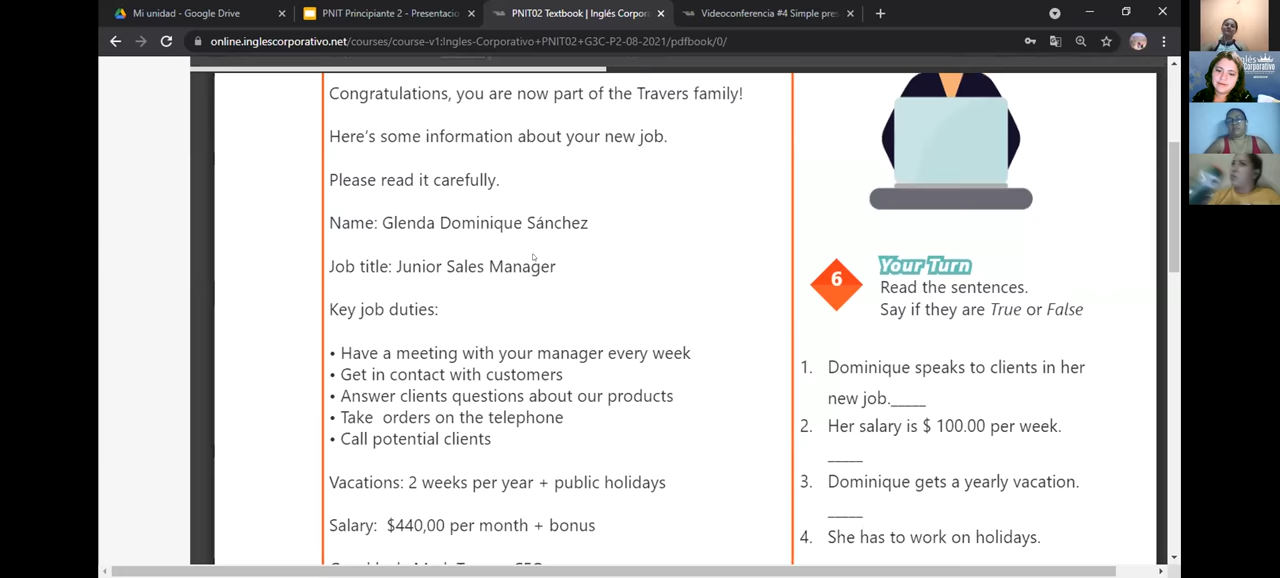 Mi unidad - Google Drive
PNIT Principiante 2 - Presentacio
PNIT02 Textbook | Inglés Corpora
Videoconferencia #4 Simple pres
online.inglescorporativo.net/courses/course-v1:Ingles-Corporativo+PNIT02+G3C-P2-08-2021/pdfbook/0/
Congratulations, you are now part of the Travers family!
Here's some information about your new job.
Please read it carefully.
Name: Glenda Dominique Sánchez
Job title: Junior Sales Manager
Key job duties:
• Have a meeting with your manager every week
• Get in contact with customers
• Answer clients questions about our products
• Take orders on the telephone
• Call potential clients
Vacations: 2 weeks per year + public holidays
Salary: $440,00 per month + bonus
6
Your Turn
Read the sentences.
Say if they are True or False
1. Dominique speaks to clients in her
new job._____
2. Her salary is $ 100.00 per week.
_____
3. Dominique gets a yearly vacation.
_____
4. She has to work on holidays.